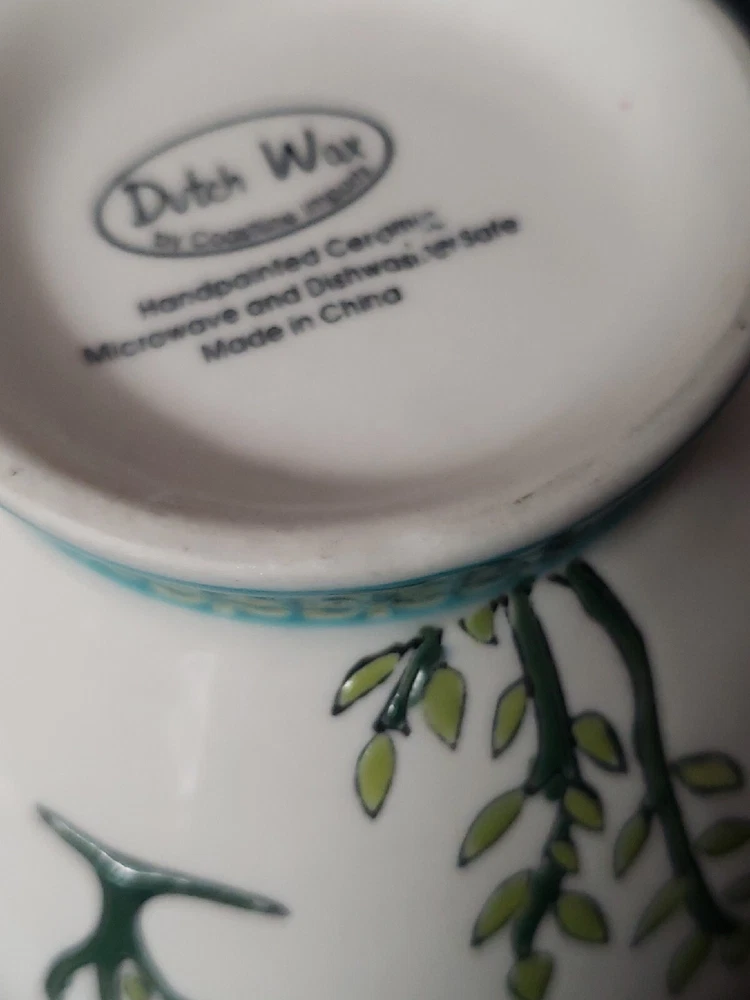 Dutch Wax
by Coastline Imports
Handpainted Ceramic
Microwave and Dishwasher Safe
Made in China